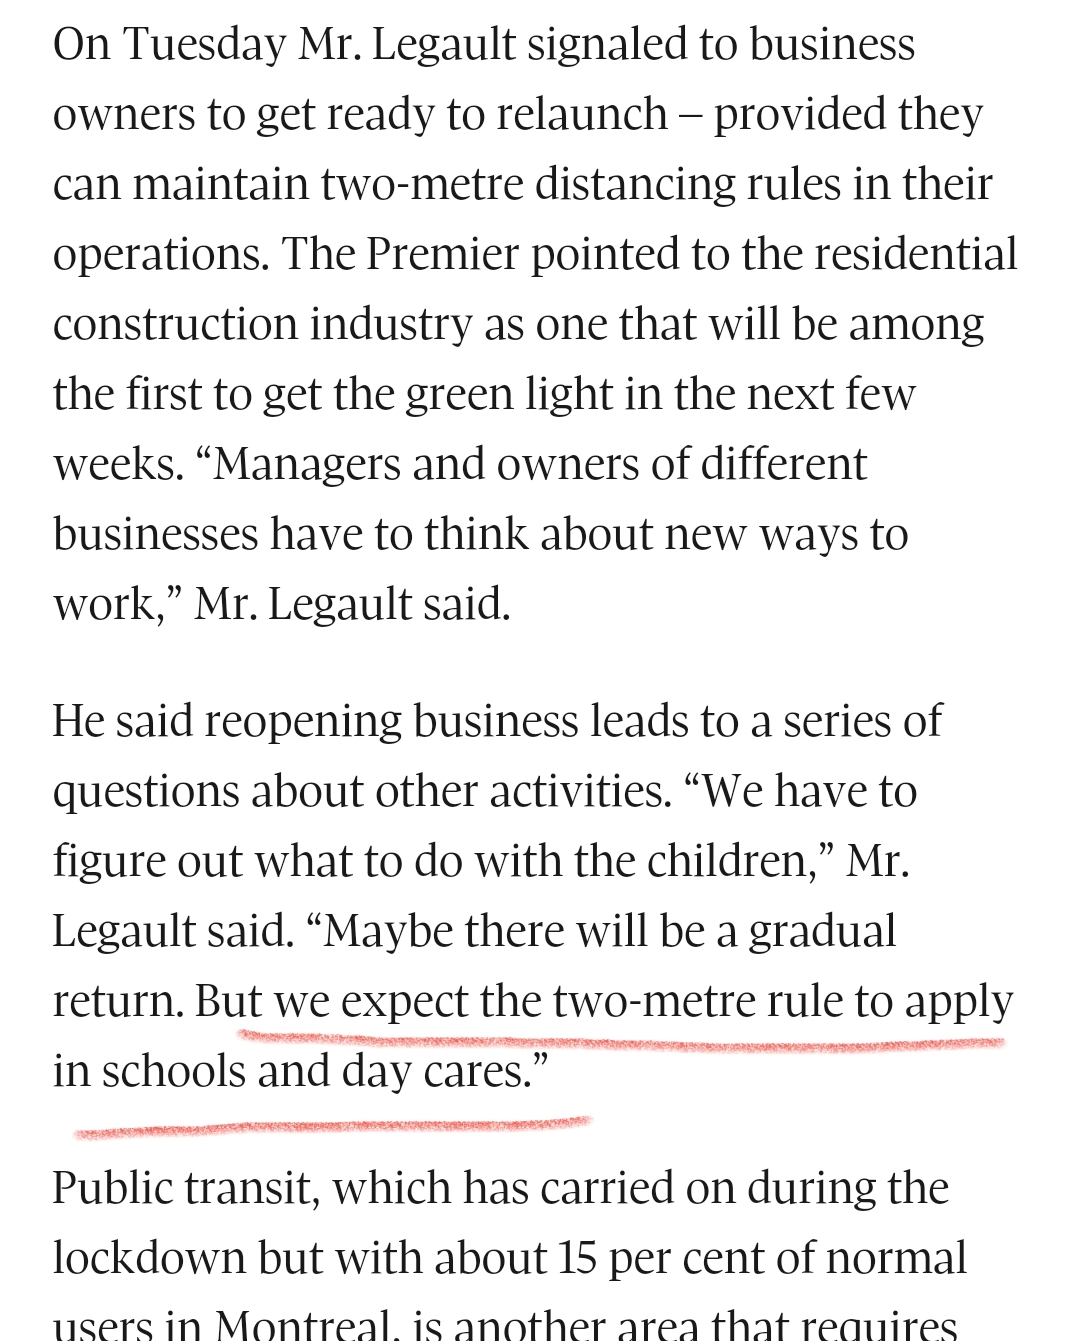 On Tuesday Mr. Legault signaled to business
owners to get ready to relaunch – provided they
can maintain two-metre distancing rules in their
operations. The Premier pointed to the residential
construction industry as one that will be among
the first to get the green light in the next few
weeks. “Managers and owners of different
businesses have to think about new ways to
work,” Mr. Legault said.
He said reopening business leads to a series of
questions about other activities. “We have to
figure out what to do with the children,” Mr.
Legault said. “Maybe there will be a gradual
return. But we expect the two-metre rule to apply
in schools and day cares.”
Public transit, which has carried on during the
lockdown but with about 15 per cent of normal
users in Montreal, is another area that requires